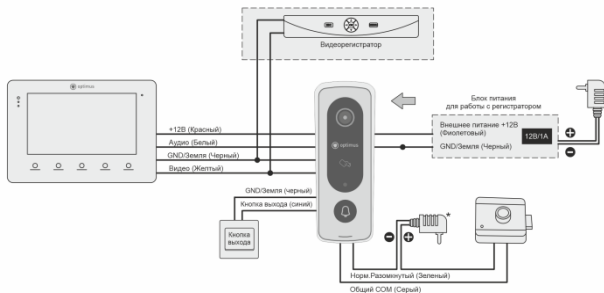 Видеорегистратор
optimus
+12В (Красный)
Аудио (Белый)
GND/Земля (Черный)
Видео (Желтый)
optimus
Блок питания
для работы с регистратором
Внешнее питание +12В
(Фиолетовый)
12В/1А
GND/Земля (Черный)
GND/Земля (черный)
Кнопка выхода (синий)
Кнопка
выхода
*
Норм.Разомкнутый (Зеленый)
Общий COM (Серый)